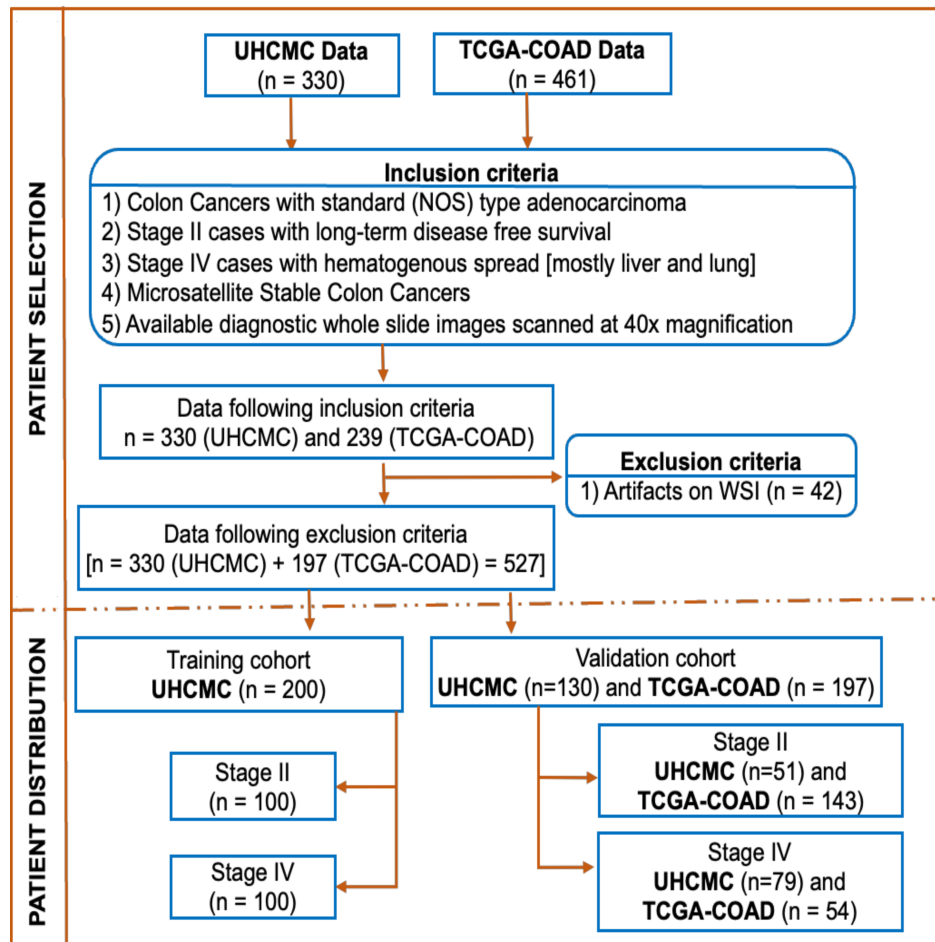 PATIENT SELECTION
UHCMC Data
(n = 330)
TCGA-COAD Data
(n = 461)
Inclusion criteria
1) Colon Cancers with standard (NOS) type adenocarcinoma
2) Stage II cases with long-term disease free survival
3) Stage IV cases with hematogenous spread [mostly liver and lung]
4) Microsatellite Stable Colon Cancers
5) Available diagnostic whole slide images scanned at 40x magnification
Data following inclusion criteria
n = 330 (UHCMC) and 239 (TCGA-COAD)
Exclusion criteria
1) Artifacts on WSI (n = 42)
Data following exclusion criteria
[n = 330 (UHCMC) + 197 (TCGA-COAD) = 527]
PATIENT DISTRIBUTION
Training cohort
UHCMC (n = 200)
Validation cohort
UHCMC (n=130) and TCGA-COAD (n = 197)
Stage II
(n = 100)
Stage IV
(n = 100)
Stage II
UHCMC (n=51) and
TCGA-COAD (n = 143)
Stage IV
UHCMC (n=79) and
TCGA-COAD (n = 54)